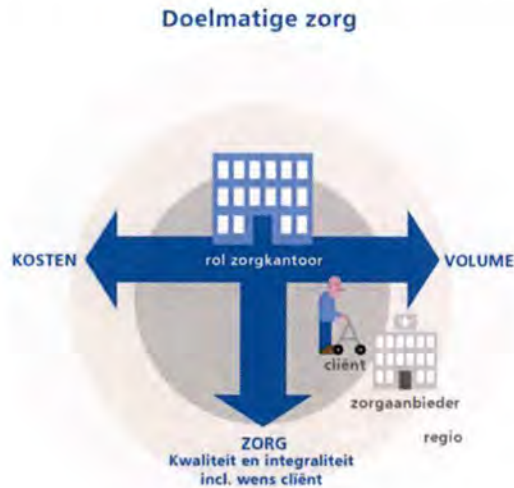 Doelmatige zorg
KOSTEN
rol zorgkantoor
VOLUME
cliënt
zorgaanbieder
regio
ZORG
Kwaliteit en integraliteit
incl. wens cliënt